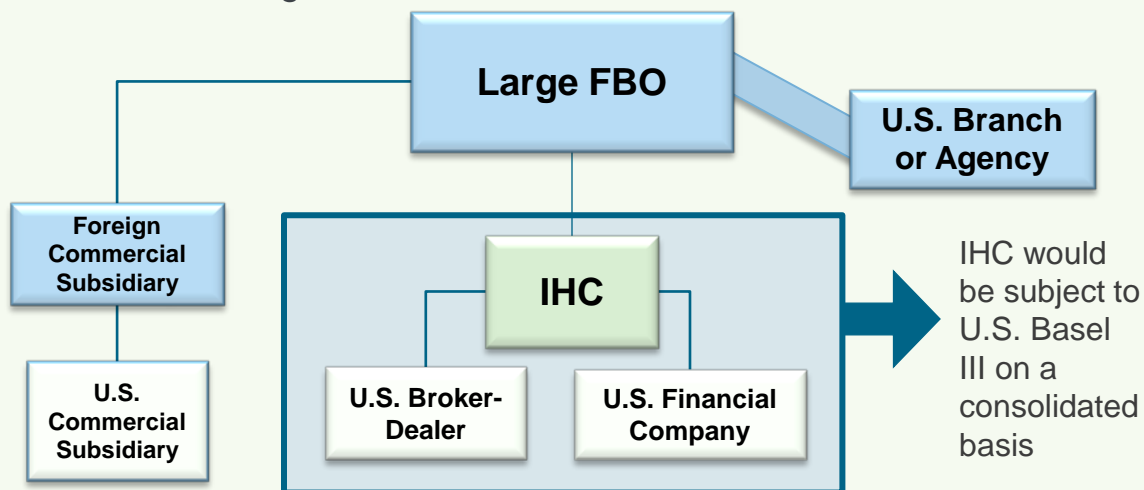 Large FBO
U.S. Branch
or Agency
Foreign
Commercial
Subsidiary
IHC
IHC would
be subject to
U.S. Basel
III on a
consolidated
basis
U.S.
Commercial
Subsidiary
U.S. Broker-
Dealer
U.S. Financial
Company